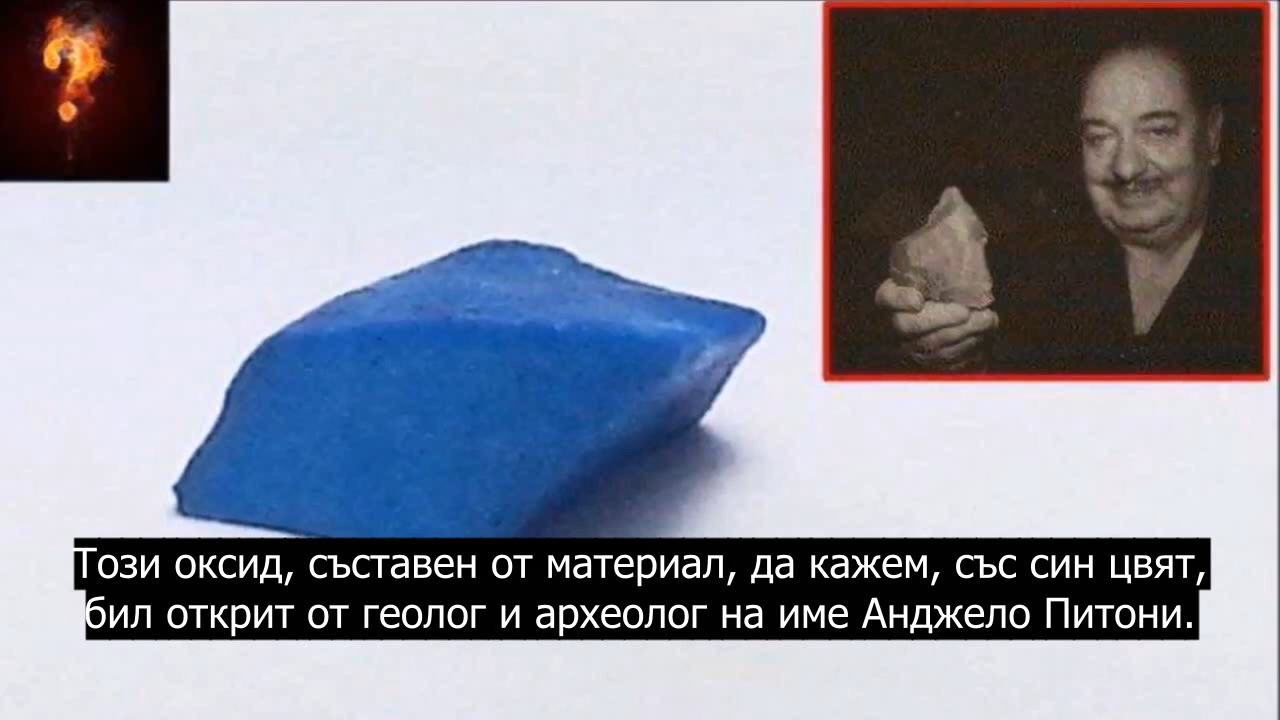 Този оксид, съставен от материал, да кажем, със син цвят,
бил открит от геолог и археолог на име Анджело Питони.